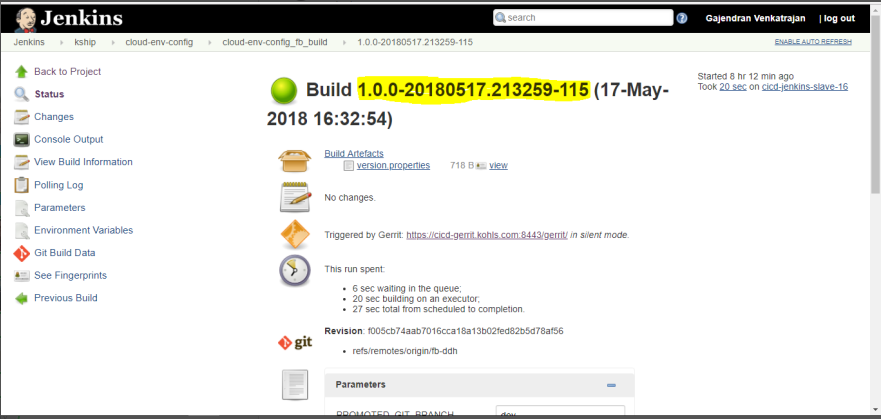 Jenkins
search
?
Gajendran Venkatrajan
| log out
Jenkins
kship
cloud-env-config
cloud-env-config_fb_build
1.0.0-20180517.213259-115
ENABLE AUTO REFRESH
Back to Project
Status
Changes
Console Output
View Build Information
Polling Log
Parameters
Environment Variables
Git Build Data
See Fingerprints
Previous Build
Build 1.0.0-20180517.213259-115 (17-May-
2018 16:32:54)
Started 8 hr 12 min ago
Took 20 sec on cicd-jenkins-slave-16
Build Artefacts
version.properties 718 B view
No changes.
Triggered by Gerrit: https://cicd-gerrit.kohls.com:8443/gerrit/ in silent mode.
This run spent:
• 6 sec waiting in the queue;
• 20 sec building on an executor;
• 27 sec total from scheduled to completion.
git
Revision: f005cb74aab7016cca18a13b02fed82b5d78af56
• refs/remotes/origin/fb-ddh
Parameters
PROMOTED_GIT_BRANCH dev